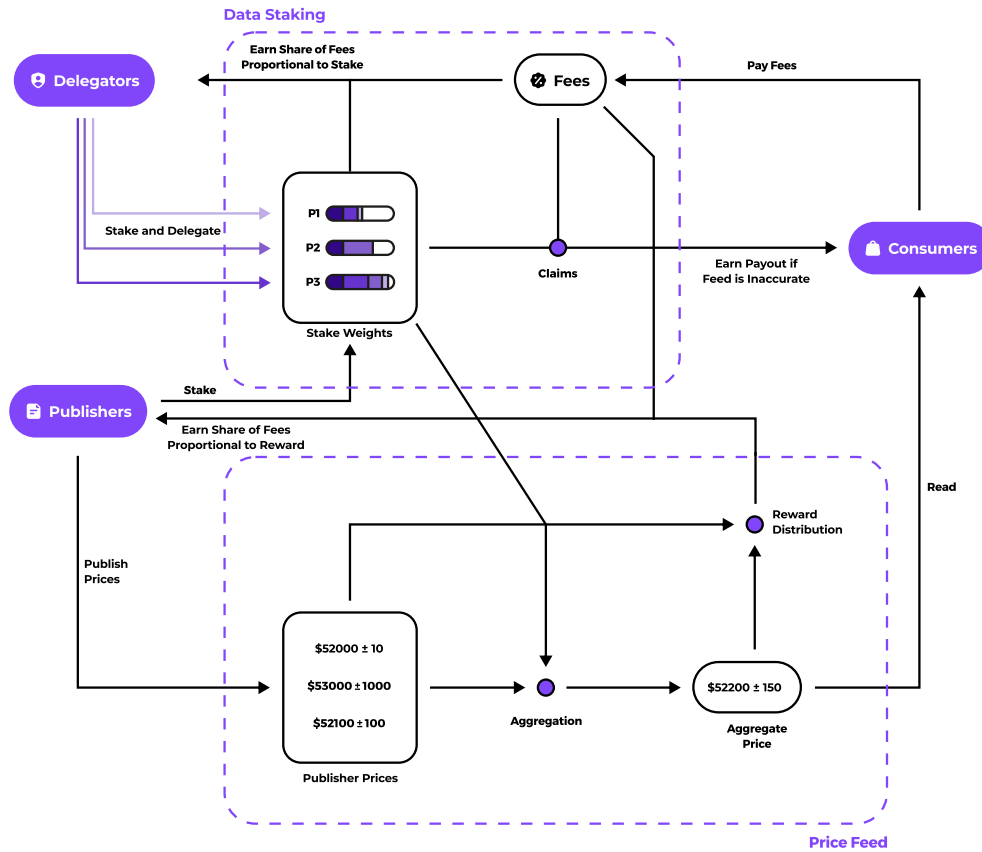 Data Staking
Earn Share of Fees
Proportional to Stake
Delegators
Fees
Pay Fees
P1
Stake and Delegate
P2
P3
Claims
Consumers
Earn Payout if
Feed is Inaccurate
Stake Weights
Stake
Publishers
Earn Share of Fees
Proportional to Reward
Read
Reward
Distribution
Publish
Prices
$52000 ± 10
$53000 ± 1000
$52100 ± 100
$52200 ± 150
Aggregation
Aggregate
Price
Publisher Prices
Price Feed